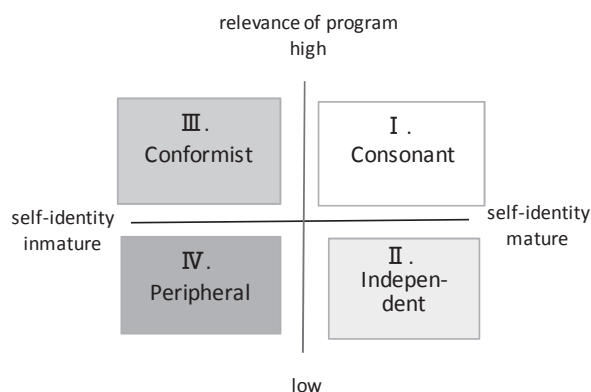 relevance of program
high
Ⅲ.
Conformist
Ⅰ.
Consonant
self-identity
inmature
self-identity
mature
Ⅳ.
Peripheral
Ⅱ.
Indepen-
dent
low